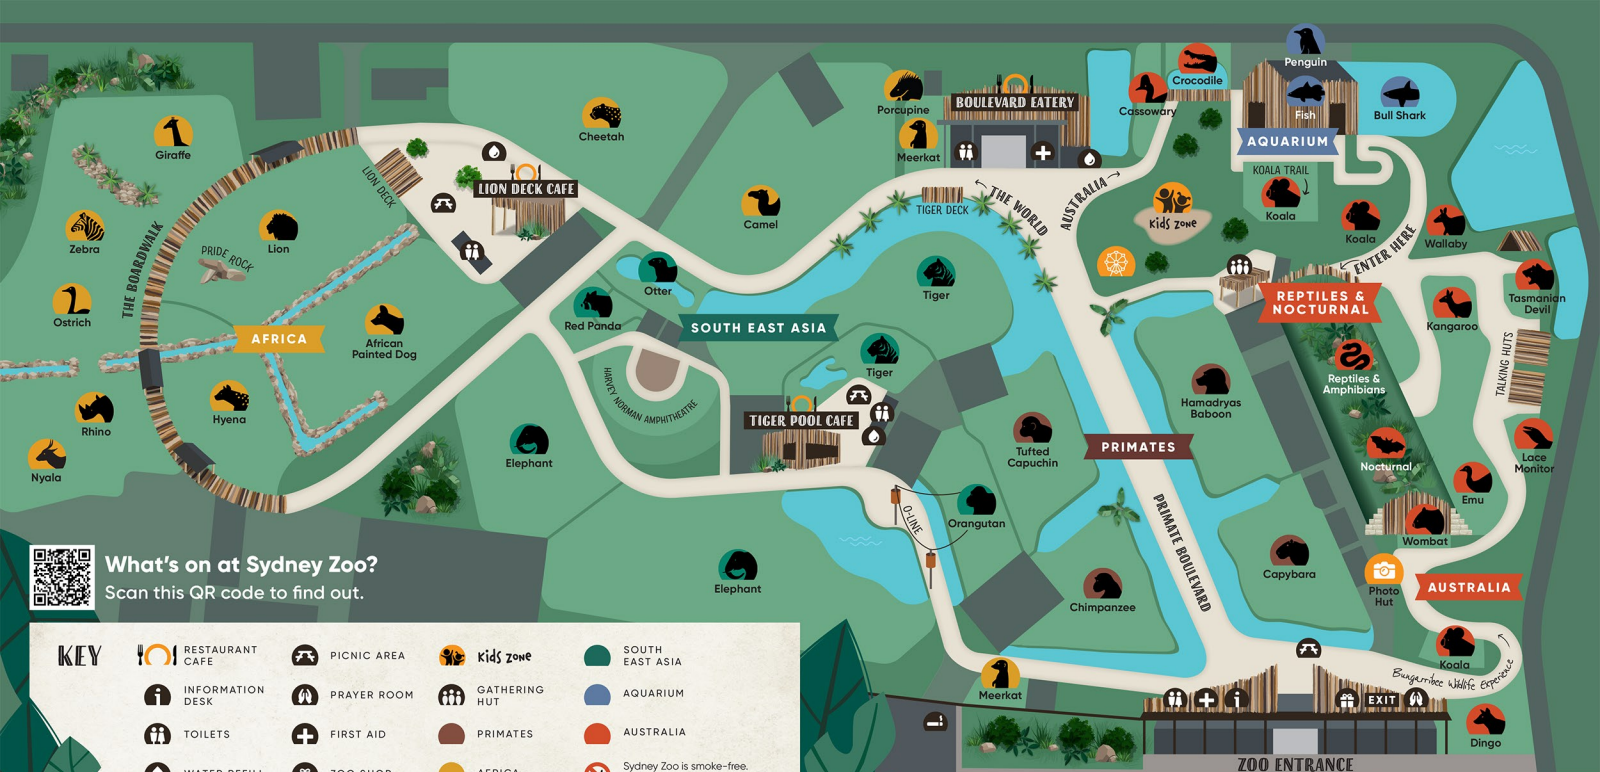 Penguin
Crocodile
Fish
Bull Shark
AQUARIUM
Porcupine
BOULEVARD EATERY
Cassowary
Meerkat
Cheetah
Giraffe
LION DECK
LION DECK CAFE
KOALA TRAIL
Koala
Koala
Wallaby
ENTER HERE
Kids ZONE
AUSTRALIA
THE WORLD
TIGER DECK
Camel
Zebra
Lion
PRIDE ROCK
THE BOARDWALK
Ostrich
AFRICA
African
Painted Dog
Otter
Red Panda
SOUTH EAST ASIA
Tiger
Tiger
REPTILES &
NOCTURNAL
Kangaroo
Tasmanian
Devil
TALKING HUTS
Reptiles &
Amphibians
Hamadryas
Baboon
HARVEY NORMAN AMPHITHEATRE
TIGER POOL CAFE
Rhino
Hyena
Nyala
Elephant
Tufted
Capuchin
PRIMATES
Nocturnal
Lace
Monitor
Emu
Wombat
Orangutan
O-LINE
PRIMATE BOULEVARD
Elephant
Chimpanzee
Capybara
Photo
Hut
AUSTRALIA
Koala
Bungarribee Wildlife Experience
Meerkat
EXIT
Dingo
ZOO ENTRANCE
What's on at Sydney Zoo?
Scan this QR code to find out.
KEY
RESTAURANT
CAFE
PICNIC AREA
Kids ZONE
SOUTH
EAST ASIA
INFORMATION
DESK
PRAYER ROOM
GATHERING
HUT
AQUARIUM
TOILETS
FIRST AID
PRIMATES
AUSTRALIA
WATER REFILL
ZOO SHOP
AFRICA
Sydney Zoo is smoke-free.